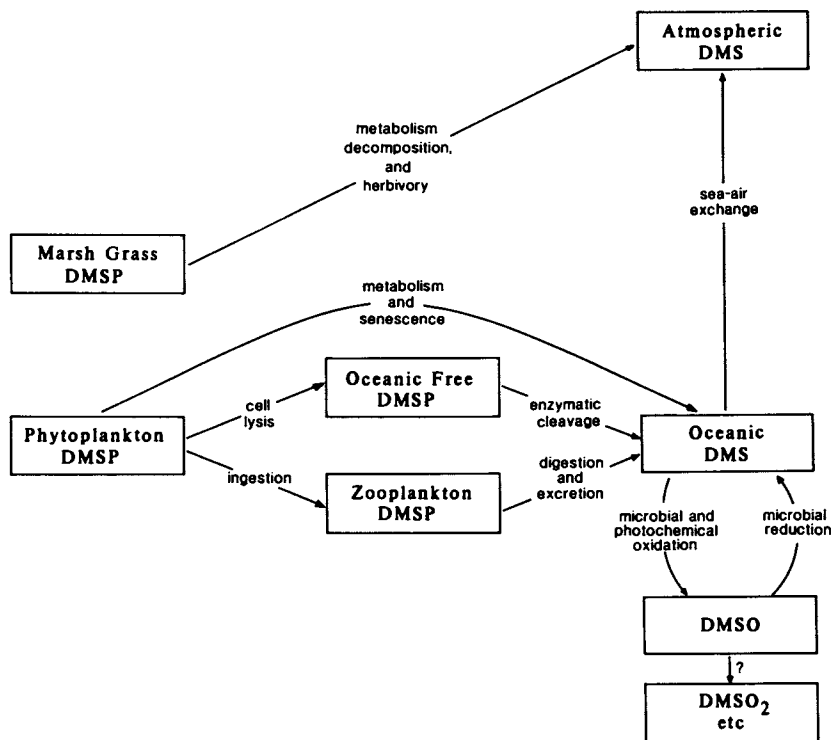 Atmospheric
DMS
metabolism
decomposition,
and
herbivory
sea-air
exchange
Marsh Grass
DMSP
metabolism
and
senescence
Oceanic Free
DMSP
cell
lysis
enzymatic
cleavage
Phytoplankton
DMSP
Oceanic
DMS
ingestion
Zooplankton
DMSP
digestion
and
excretion
microbial and
photochemical
oxidation
microbial
reduction
DMSO
?
DMSO2
etc